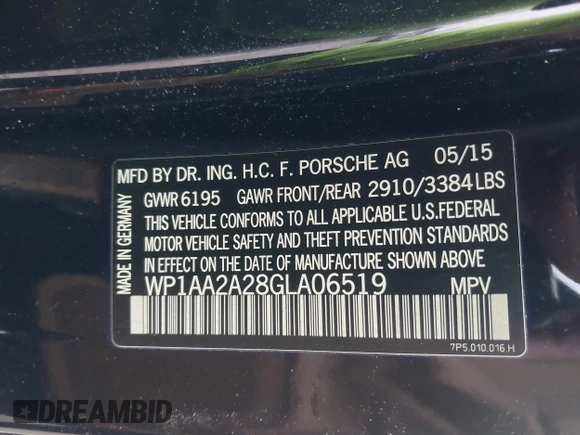 MFD BY DR. ING. H.C. F. PORSCHE AG 05/15
GVWR 6195 GAWR FRONT/REAR 2910/3384 LBS
THIS VEHICLE CONFORMS TO ALL APPLICABLE U.S.FEDERAL
MOTOR VEHICLE SAFETY AND THEFT PREVENTION STANDARDS
IN EFFECT ON THE DATE OF MANUFACTURE SHOWN ABOVE
WP1AA2A28GLA06519 MPV
MADE IN GERMANY
7P5.010.016.H
DREAMBID